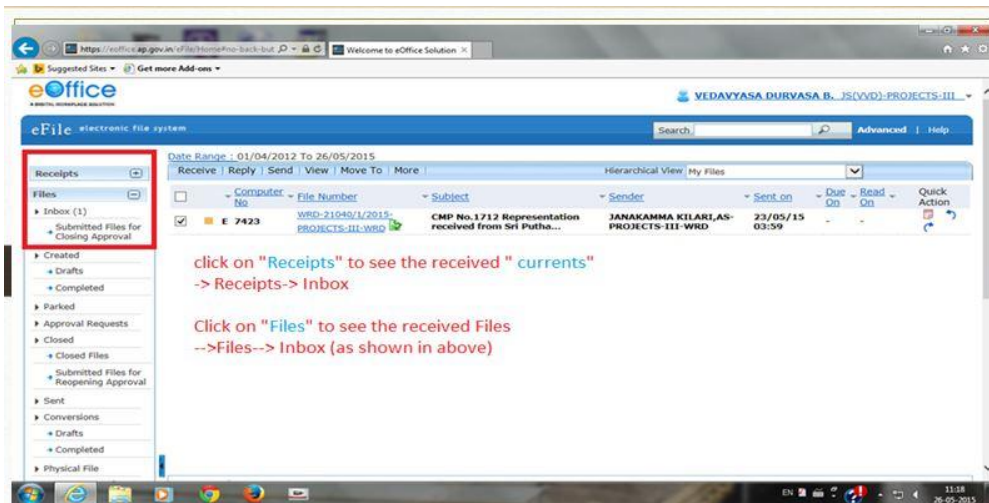 https://eoffice.ap.gov.in/eFile/Home#no-back-but
Welcome to eOffice Solution
Suggested Sites
Get more Add-ons
eOffice
A DIGITAL WORKPLACE SOLUTION
VEDAVYASA DURVASA B. JS(VVD)-PROJECTS-III
eFile electronic file system
Search
Advanced | Help
Date Range : 01/04/2012 To 26/05/2015
Receive | Reply | Send | View | Move To | More |
Hierarchical View My Files
Receipts
Files
Inbox (1)
Submitted Files for
Closing Approval
Created
Drafts
Completed
Parked
Approval Requests
Closed
Closed Files
Submitted Files for
Reopening Approval
Sent
Conversions
Drafts
Completed
Physical File
Computer No File Number Subject Sender Sent on Due On Read On Quick Action
E 7423 WRD-21040/1/2015-PROJECTS-III-WRD CMP No.1712 Representation received from Sri Putha... JANAKAMMA KILARI,AS-PROJECTS-III-WRD 23/05/15 03:59 - -
click on "Receipts" to see the received " currents"
-> Receipts-> Inbox
Click on "Files" to see the received Files
-->Files--> Inbox (as shown in above)
EN
11:18
26-05-2015